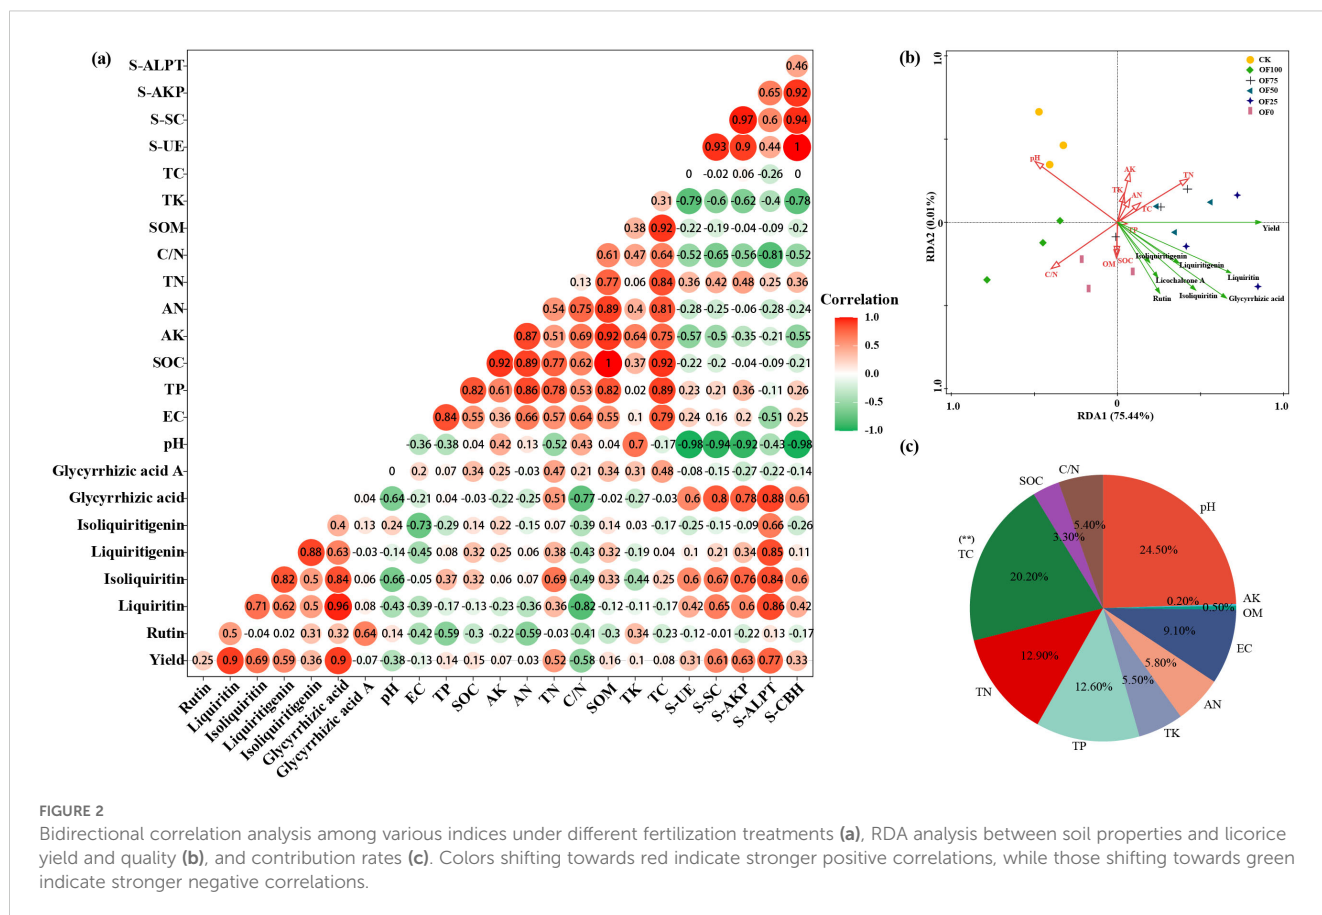 (a)
S-ALPT 0.46
S-AKP 0.65 0.92
S-SC 0.97 0.6 0.94
S-UE 0.93 0.9 0.44 1
TC 0 -0.02 0.06 -0.26 0
TK 0.31 -0.79 -0.6 -0.62 -0.4 -0.78
SOM 0.38 0.92 -0.22 -0.19 -0.04 -0.09 -0.2
C/N 0.61 0.47 0.64 -0.52 -0.65 -0.56 -0.81 -0.52
TN 0.13 0.77 0.06 0.84 0.36 0.42 0.48 0.25 0.36
AN 0.54 0.75 0.89 0.4 0.81 -0.28 -0.25 -0.06 -0.28 -0.24
AK 0.87 0.51 0.69 0.92 0.64 0.75 -0.57 -0.5 -0.35 -0.21 -0.55
SOC 0.92 0.89 0.77 0.62 1 0.37 0.92 -0.22 -0.2 -0.04 -0.09 -0.21
TP 0.82 0.61 0.86 0.78 0.53 0.82 0.02 0.89 0.23 0.21 0.36 -0.11 0.26
EC 0.84 0.55 0.36 0.66 0.57 0.64 0.55 0.1 0.79 0.24 0.16 0.2 -0.51 0.25
pH -0.36 -0.38 0.04 0.42 0.13 -0.52 0.43 0.04 0.7 -0.17 -0.98 -0.94 -0.92 -0.43 -0.98
Glycyrrhizic acid A 0 0.2 0.07 0.34 0.25 -0.03 0.47 0.21 0.34 0.31 0.48 -0.08 -0.15 -0.27 -0.22 -0.14
Glycyrrhizic acid 0.04 -0.64 -0.21 0.04 -0.03 -0.22 -0.25 0.51 -0.77 -0.02 -0.27 -0.03 0.6 0.8 0.78 0.88 0.61
Isoliquiritigenin 0.4 0.13 0.24 -0.73 -0.29 0.14 0.22 -0.15 0.07 -0.39 0.14 0.03 -0.17 -0.25 -0.15 -0.09 0.66 -0.26
Liquiritigenin 0.88 0.63 -0.03 -0.14 -0.45 0.08 0.32 0.25 0.06 0.38 -0.43 0.32 -0.19 0.04 0.1 0.21 0.34 0.85 0.11
Isoliquiritin 0.82 0.5 0.84 0.06 -0.66 -0.05 0.37 0.32 0.06 0.07 0.69 -0.49 0.33 -0.44 0.25 0.6 0.67 0.76 0.84 0.6
Liquiritin 0.71 0.62 0.5 0.96 0.08 -0.43 -0.39 -0.17 -0.13 -0.23 -0.36 0.36 -0.82 -0.12 -0.11 -0.17 0.42 0.65 0.6 0.86 0.42
Rutin 0.5 -0.04 0.02 0.31 0.32 0.64 0.14 -0.42 -0.59 -0.3 -0.22 -0.59 -0.03 -0.41 -0.3 0.34 -0.23 -0.12 -0.01 -0.22 0.13 -0.17
Yield 0.25 0.9 0.69 0.59 0.36 0.9 -0.07 -0.38 -0.13 0.14 0.15 0.07 0.03 0.52 -0.58 0.16 0.1 0.08 0.31 0.61 0.63 0.77 0.33
Rutin
Liquiritin
Isoliquiritin
Liquiritigenin
Isoliquiritigenin
Glycyrrhizic acid
Glycyrrhizic acid A
pH
EC
TP
SOC
AK
AN
TN
C/N
SOM
TK
TC
S-UE
S-SC
S-AKP
S-ALPT
S-CBH
Correlation
1.0
0.5
0.0
-0.5
-1.0
(b)
1.0
0
1.0
RDA2 (0.01%)
CK
OF100
OF75
OF50
OF25
OF0
pH
AK
TN
TK
AN
TC
TP
Yield
Isoliquiritigenin
Liquiritigenin
OM
SOC
C/N
Liquiritin
Licochalcone A
Rutin
Isoliquiritin
Glycyrrhizic acid
1.0
0
1.0
RDA1 (75.44%)
(c)
C/N
SOC
pH
5.40%
3.30%
24.50%
(**)
TC
20.20%
0.20%
AK
0.50%
OM
9.10%
EC
12.90%
TN
5.80%
AN
5.50%
TK
12.60%
TP
FIGURE 2
Bidirectional correlation analysis among various indices under different fertilization treatments (a), RDA analysis between soil properties and licorice
yield and quality (b), and contribution rates (c). Colors shifting towards red indicate stronger positive correlations, while those shifting towards green
indicate stronger negative correlations.